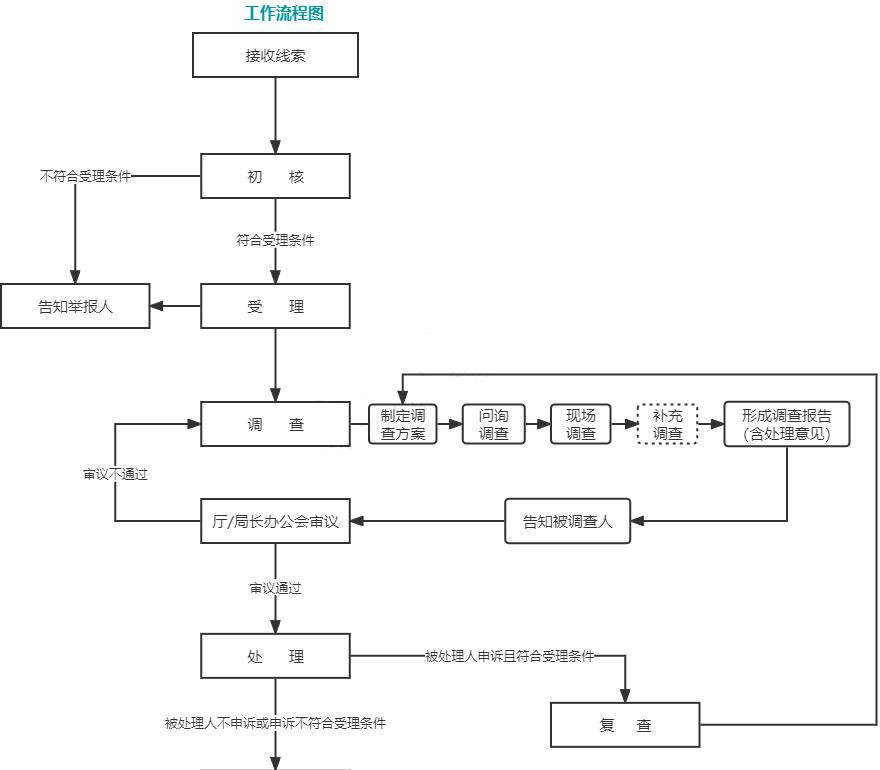 工作流程图
接收线索
初 核
不符合受理条件
符合受理条件
告知举报人
受 理
调 查
制定调
查方案
问询
调查
现场
调查
补充
调查
形成调查报告
(含处理意见)
审议不通过
厅/局长办公会审议
告知被调查人
审议通过
处 理
被处理人申诉且符合受理条件
被处理人不申诉或申诉不符合受理条件
复 查